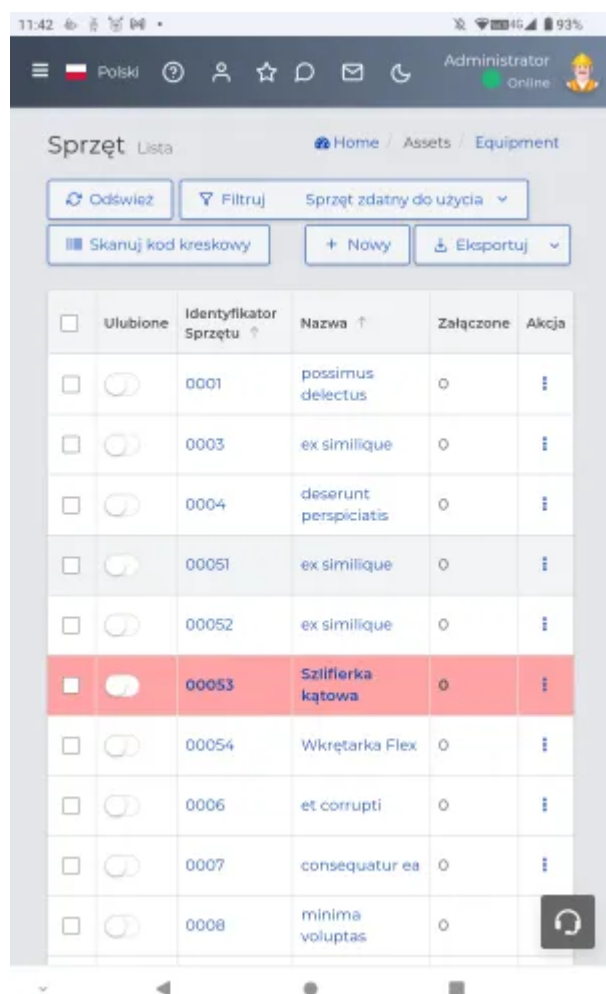 11:42
4G 93%
Polski
Administrator
Online
Sprzęt Lista
Home / Assets / Equipment
Odśwież
Filtruj
Sprzęt zdatny do użycia
Skanuj kod kreskowy
+ Nowy
Eksportuj
Ulubione
Identyfikator
Sprzętu ↑
Nazwa ↑
Załączone
Akcja
0001
possimus
delectus
0
0003
ex similique
0
0004
deserunt
perspiciatis
0
00051
ex similique
0
00052
ex similique
0
00053
Szlifierka
kątowa
0
00054
Wkrętarka Flex
0
0006
et corrupti
0
0007
consequatur ea
0
0008
minima
voluptas
0